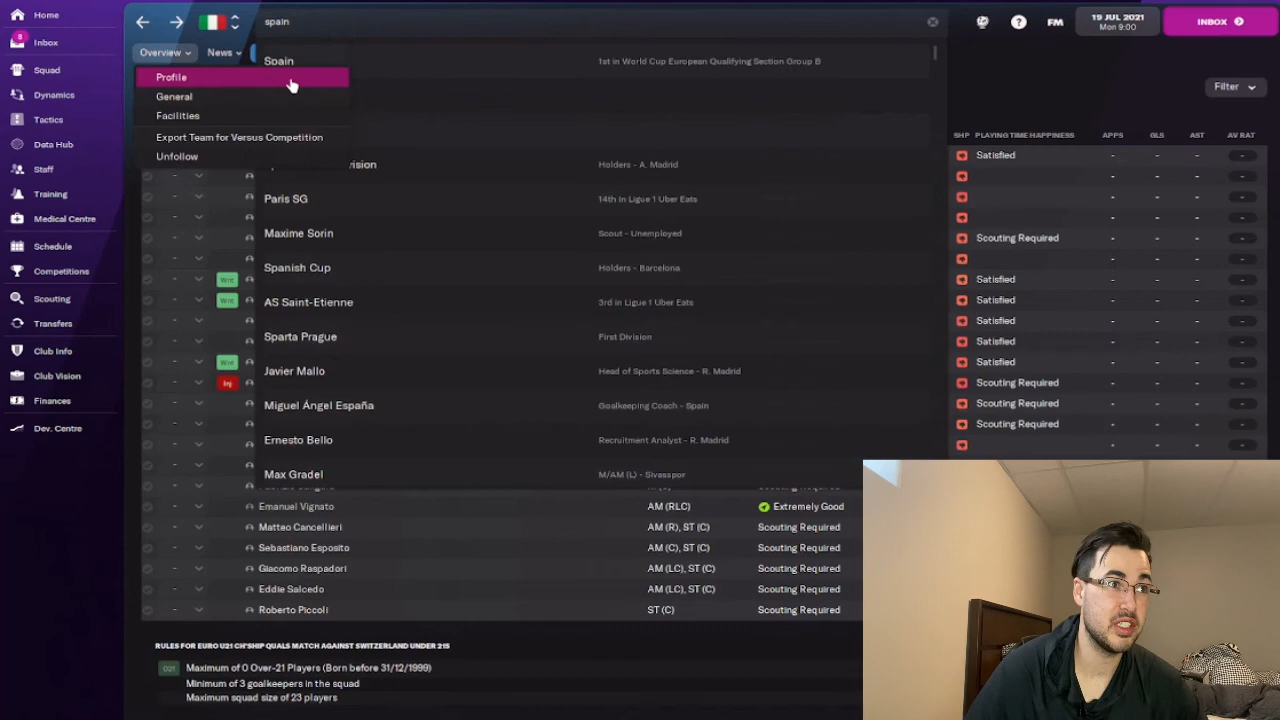 Home
spain
19 JUL 2021
Mon 9:00
FM
INBOX
8
Inbox
Overview
News
Spain
1st in World Cup European Qualifying Section Group B
Squad
Profile
Filter
Dynamics
General
Tactics
Facilities
Data Hub
Export Team for Versus Competition
SHP PLAYING TIME HAPPINESS APPS GLS AST AV RAT
Staff
Unfollow
Satisfied
vision
Holders - A. Madrid
Training
Paris SG
14th in Ligue 1 Uber Eats
Medical Centre
Maxime Sorin
Scout - Unemployed
Scouting Required
Schedule
Spanish Cup
Holders - Barcelona
Competitions
Wnt
Satisfied
Scouting
Wnt
AS Saint-Etienne
3rd in Ligue 1 Uber Eats
Satisfied
Transfers
Satisfied
Sparta Prague
First Division
Satisfied
Club Info
Wnt
Satisfied
Club Vision
Javier Mallo
Head of Sports Science - R. Madrid
Inj
Scouting Required
Finances
Miguel Ángel España
Goalkeeping Coach - Spain
Scouting Required
Dev. Centre
Scouting Required
Ernesto Bello
Recruitment Analyst - R. Madrid
Max Gradel
M/AM (L) - Sivasspor
Emanuel Vignato AM (RLC) Extremely Good
Matteo Cancellieri AM (R), ST (C) Scouting Required
Sebastiano Esposito AM (C), ST (C) Scouting Required
Giacomo Raspadori AM (LC), ST (C) Scouting Required
Eddie Salcedo AM (LC), ST (C) Scouting Required
Roberto Piccoli ST (C) Scouting Required
RULES FOR EURO U21 CH'SHIP QUALS MATCH AGAINST SWITZERLAND UNDER 21S
O21 Maximum of 0 Over-21 Players (Born before 31/12/1999)
Minimum of 3 goalkeepers in the squad
Maximum squad size of 23 players